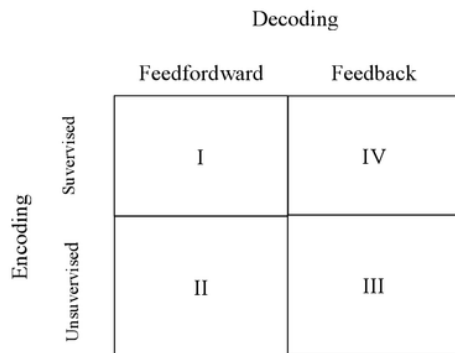 Decoding
Feedfordward Feedback
Encoding
Suvervised
I IV
Unsuvervised
II III